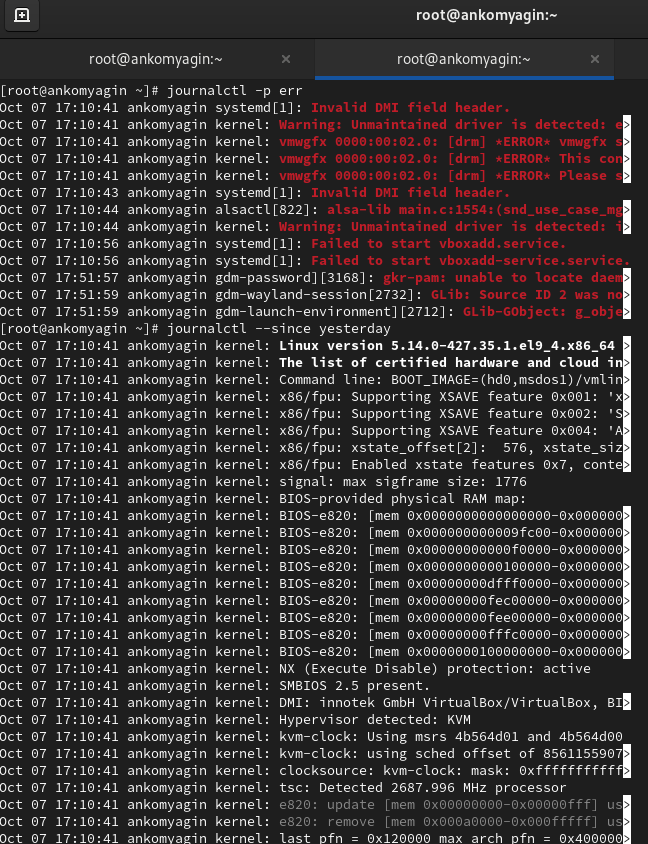 root@ankomyagin:~
root@ankomyagin:~ × root@ankomyagin:~ ×
[root@ankomyagin ~]# journalctl -p err
Oct 07 17:10:41 ankomyagin systemd[1]: Invalid DMI field header.
Oct 07 17:10:41 ankomyagin kernel: Warning: Unmaintained driver is detected: e>
Oct 07 17:10:41 ankomyagin kernel: vmwgfx 0000:00:02.0: [drm] *ERROR* vmwgfx s>
Oct 07 17:10:41 ankomyagin kernel: vmwgfx 0000:00:02.0: [drm] *ERROR* This con>
Oct 07 17:10:41 ankomyagin kernel: vmwgfx 0000:00:02.0: [drm] *ERROR* Please s>
Oct 07 17:10:43 ankomyagin systemd[1]: Invalid DMI field header.
Oct 07 17:10:44 ankomyagin alsactl[822]: alsa-lib main.c:1554:(snd_use_case_mg>
Oct 07 17:10:44 ankomyagin kernel: Warning: Unmaintained driver is detected: i>
Oct 07 17:10:56 ankomyagin systemd[1]: Failed to start vboxadd.service.
Oct 07 17:10:56 ankomyagin systemd[1]: Failed to start vboxadd-service.service.
Oct 07 17:51:57 ankomyagin gdm-password][3168]: gkr-pam: unable to locate daem>
Oct 07 17:51:59 ankomyagin gdm-wayland-session[2732]: GLib: Source ID 2 was no>
Oct 07 17:51:59 ankomyagin gdm-launch-environment][2712]: GLib-GObject: g_obje>
[root@ankomyagin ~]# journalctl --since yesterday
Oct 07 17:10:41 ankomyagin kernel: Linux version 5.14.0-427.35.1.el9_4.x86_64 >
Oct 07 17:10:41 ankomyagin kernel: The list of certified hardware and cloud in>
Oct 07 17:10:41 ankomyagin kernel: Command line: BOOT_IMAGE=(hd0,msdos1)/vmlin>
Oct 07 17:10:41 ankomyagin kernel: x86/fpu: Supporting XSAVE feature 0x001: 'x>
Oct 07 17:10:41 ankomyagin kernel: x86/fpu: Supporting XSAVE feature 0x002: 'S>
Oct 07 17:10:41 ankomyagin kernel: x86/fpu: Supporting XSAVE feature 0x004: 'A>
Oct 07 17:10:41 ankomyagin kernel: x86/fpu: xstate_offset[2]:  576, xstate_siz>
Oct 07 17:10:41 ankomyagin kernel: x86/fpu: Enabled xstate features 0x7, conte>
Oct 07 17:10:41 ankomyagin kernel: signal: max sigframe size: 1776
Oct 07 17:10:41 ankomyagin kernel: BIOS-provided physical RAM map:
Oct 07 17:10:41 ankomyagin kernel: BIOS-e820: [mem 0x0000000000000000-0x000000>
Oct 07 17:10:41 ankomyagin kernel: BIOS-e820: [mem 0x000000000009fc00-0x000000>
Oct 07 17:10:41 ankomyagin kernel: BIOS-e820: [mem 0x00000000000f0000-0x000000>
Oct 07 17:10:41 ankomyagin kernel: BIOS-e820: [mem 0x0000000000100000-0x000000>
Oct 07 17:10:41 ankomyagin kernel: BIOS-e820: [mem 0x00000000dfff0000-0x000000>
Oct 07 17:10:41 ankomyagin kernel: BIOS-e820: [mem 0x00000000fec00000-0x000000>
Oct 07 17:10:41 ankomyagin kernel: BIOS-e820: [mem 0x00000000fee00000-0x000000>
Oct 07 17:10:41 ankomyagin kernel: BIOS-e820: [mem 0x00000000fffc0000-0x000000>
Oct 07 17:10:41 ankomyagin kernel: BIOS-e820: [mem 0x0000000100000000-0x000000>
Oct 07 17:10:41 ankomyagin kernel: NX (Execute Disable) protection: active
Oct 07 17:10:41 ankomyagin kernel: SMBIOS 2.5 present.
Oct 07 17:10:41 ankomyagin kernel: DMI: innotek GmbH VirtualBox/VirtualBox, BI>
Oct 07 17:10:41 ankomyagin kernel: Hypervisor detected: KVM
Oct 07 17:10:41 ankomyagin kernel: kvm-clock: Using msrs 4b564d01 and 4b564d00
Oct 07 17:10:41 ankomyagin kernel: kvm-clock: using sched offset of 8561155907>
Oct 07 17:10:41 ankomyagin kernel: clocksource: kvm-clock: mask: 0xfffffffffff>
Oct 07 17:10:41 ankomyagin kernel: tsc: Detected 2687.996 MHz processor
Oct 07 17:10:41 ankomyagin kernel: e820: update [mem 0x00000000-0x00000fff] us>
Oct 07 17:10:41 ankomyagin kernel: e820: remove [mem 0x000a0000-0x000fffff] us>
Oct 07 17:10:41 ankomyagin kernel: last_pfn = 0x120000 max_arch_pfn = 0x400000>